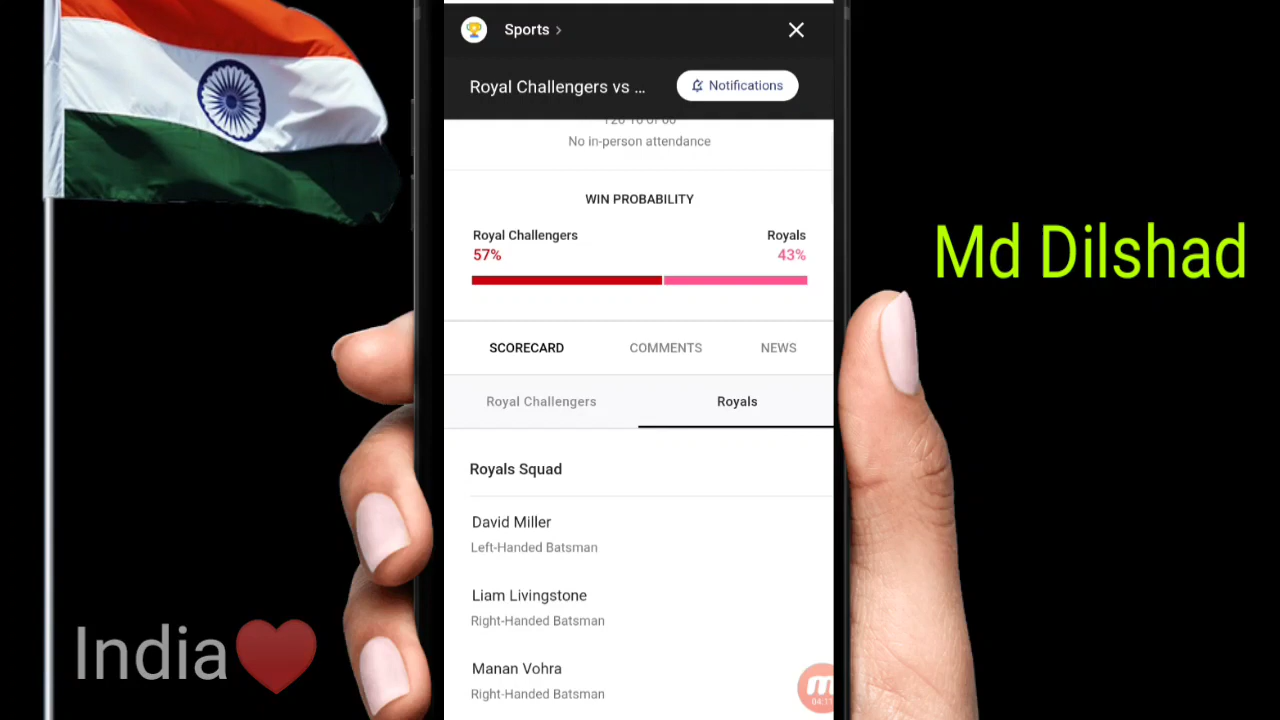 Sports
Royal Challengers vs ...
Notifications
No in-person attendance
WIN PROBABILITY
Royal Challengers
Royals
57%
43%
SCORECARD
COMMENTS
NEWS
Royal Challengers
Royals
Royals Squad
David Miller
Left-Handed Batsman
Liam Livingstone
Right-Handed Batsman
Manan Vohra
Right-Handed Batsman
Md Dilshad
India
04:11